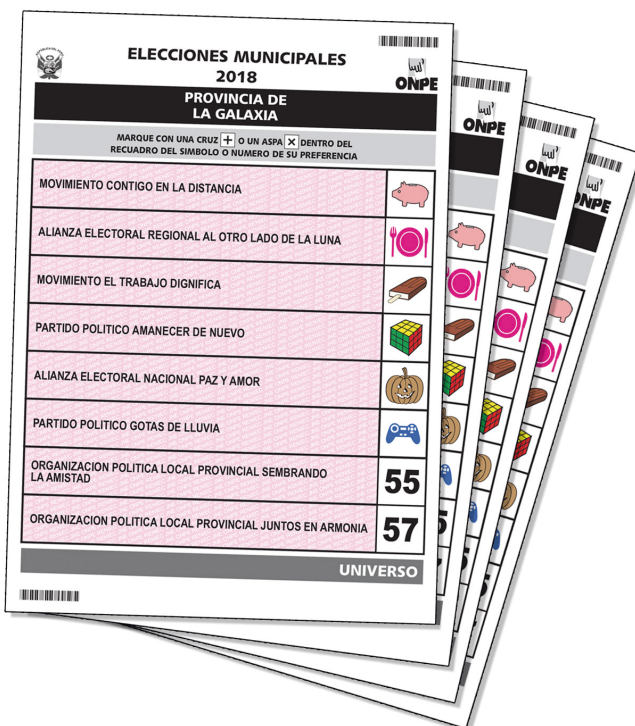 ELECCIONES MUNICIPALES
2018
ONPE
PROVINCIA DE
LA GALAXIA
MARQUE CON UNA CRUZ + O UN ASPA X DENTRO DEL
RECUADRO DEL SIMBOLO O NUMERO DE SU PREFERENCIA
MOVIMIENTO CONTIGO EN LA DISTANCIA
ALIANZA ELECTORAL REGIONAL AL OTRO LADO DE LA LUNA
MOVIMIENTO EL TRABAJO DIGNIFICA
PARTIDO POLITICO AMANECER DE NUEVO
ALIANZA ELECTORAL NACIONAL PAZ Y AMOR
PARTIDO POLITICO GOTAS DE LLUVIA
ORGANIZACION POLITICA LOCAL PROVINCIAL SEMBRANDO
LA AMISTAD
55
ORGANIZACION POLITICA LOCAL PROVINCIAL JUNTOS EN ARMONIA
57
UNIVERSO
ONPE
ONPE
ONPE